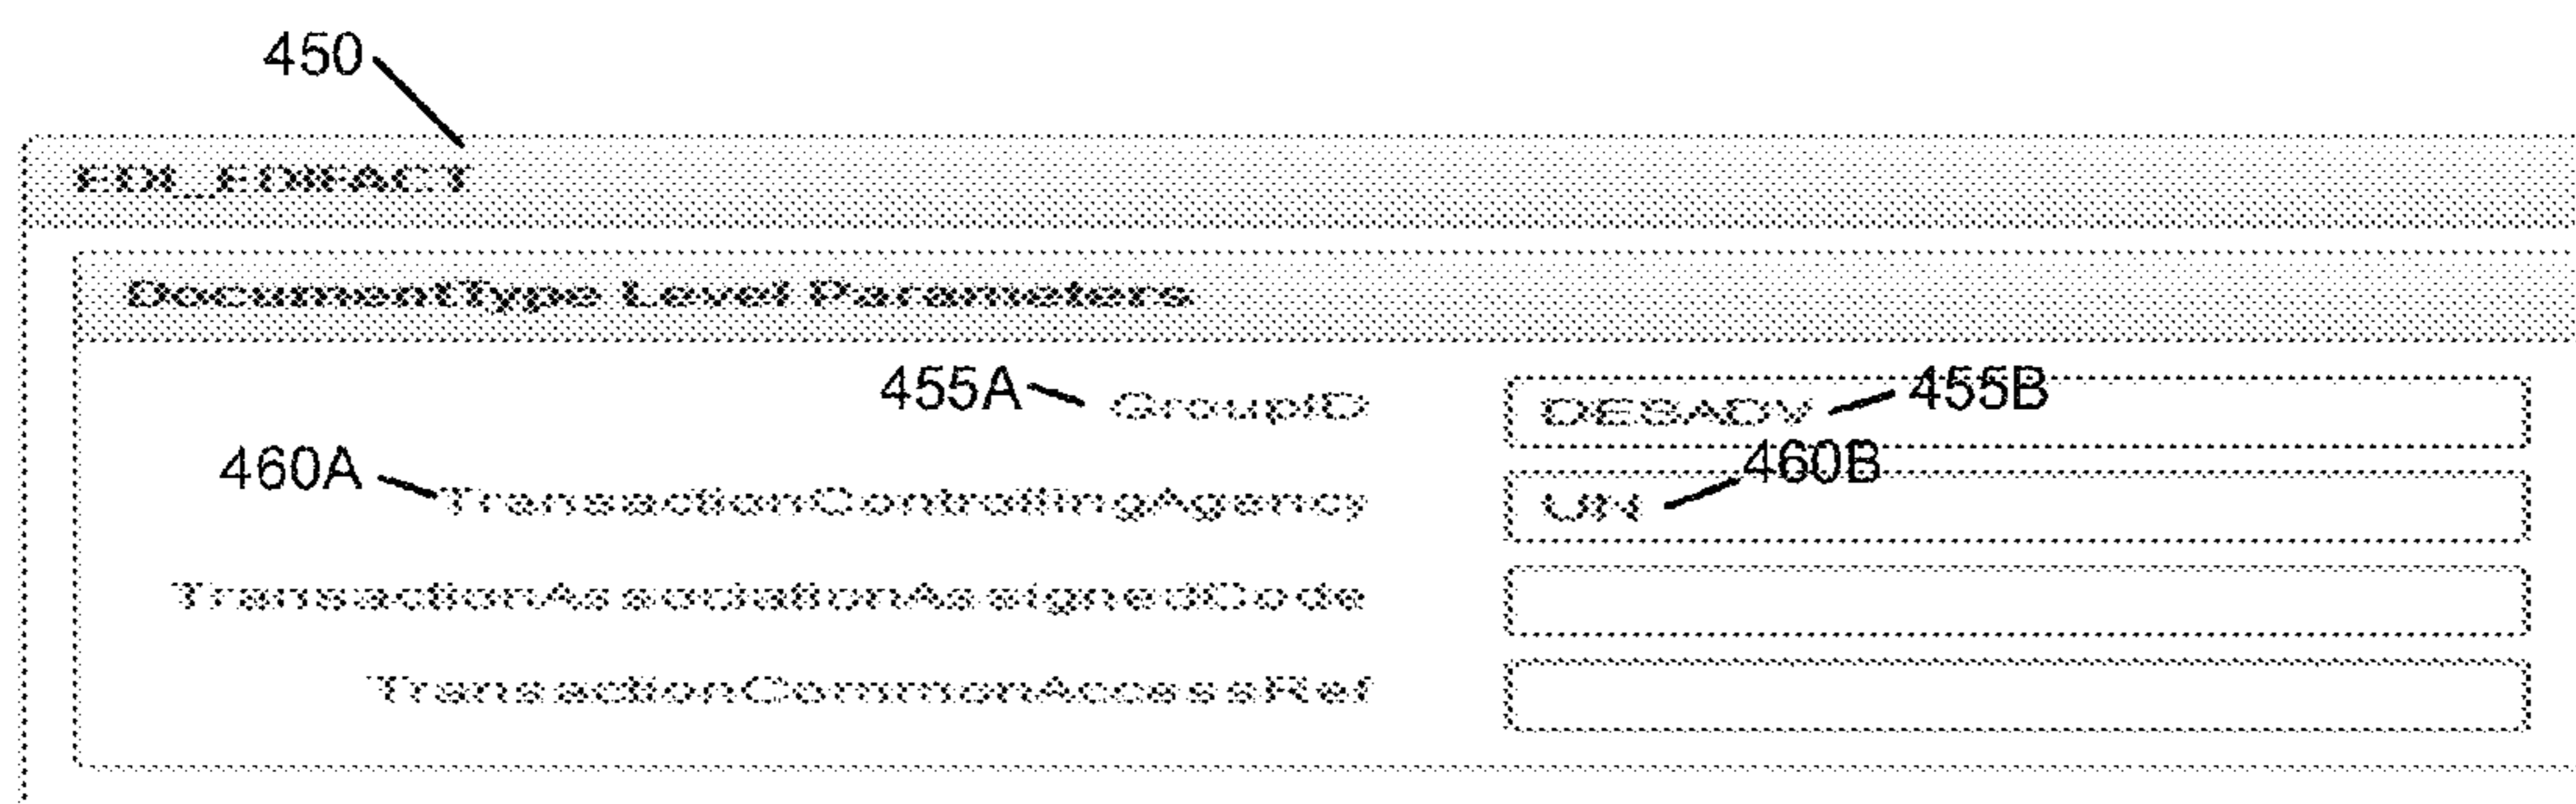 450
EDI_EDIFACT
DocumentType Level Parameters
455A GroupID DESADV 455B
460A TransactionControllingAgency UN 460B
TransactionAssociationAssignedCode
TransactionCommonAccessRef